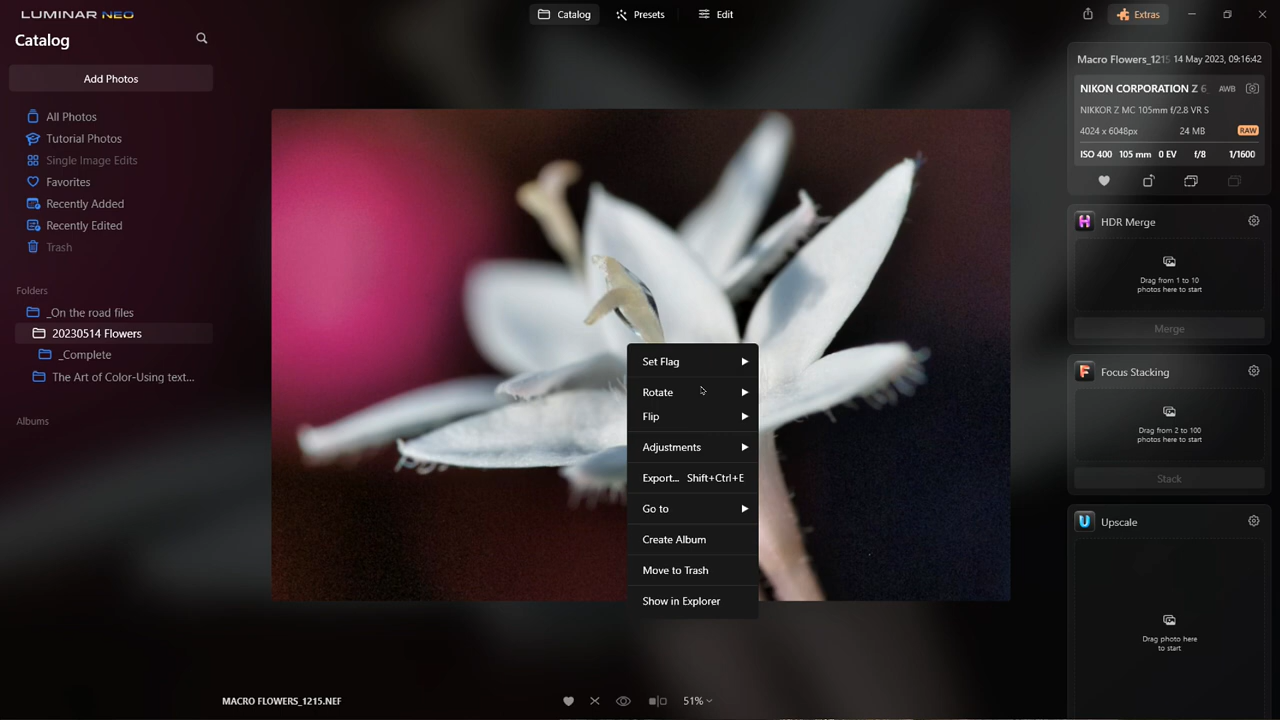 LUMINAR NEO
Catalog
Presets
Edit
Extras
Catalog
Add Photos
All Photos
Tutorial Photos
Single Image Edits
Favorites
Recently Added
Recently Edited
Trash
Folders
_On the road files
20230514 Flowers
_Complete
The Art of Color-Using text...
Albums
Set Flag
Rotate
Flip
Adjustments
Export... Shift+Ctrl+E
Go to
Create Album
Move to Trash
Show in Explorer
MACRO FLOWERS_1215.NEF
51%
Macro Flowers_1215 14 May 2023, 09:16:42
NIKON CORPORATION Z 6_ AWB
NIKKOR Z MC 105mm f/2.8 VR S
4024 x 6048px 24 MB RAW
ISO 400 105 mm 0 EV f/8 1/1600
H HDR Merge
Drag from 1 to 10
photos here to start
Merge
F Focus Stacking
Drag from 2 to 100
photos here to start
Stack
U Upscale
Drag photo here
to start